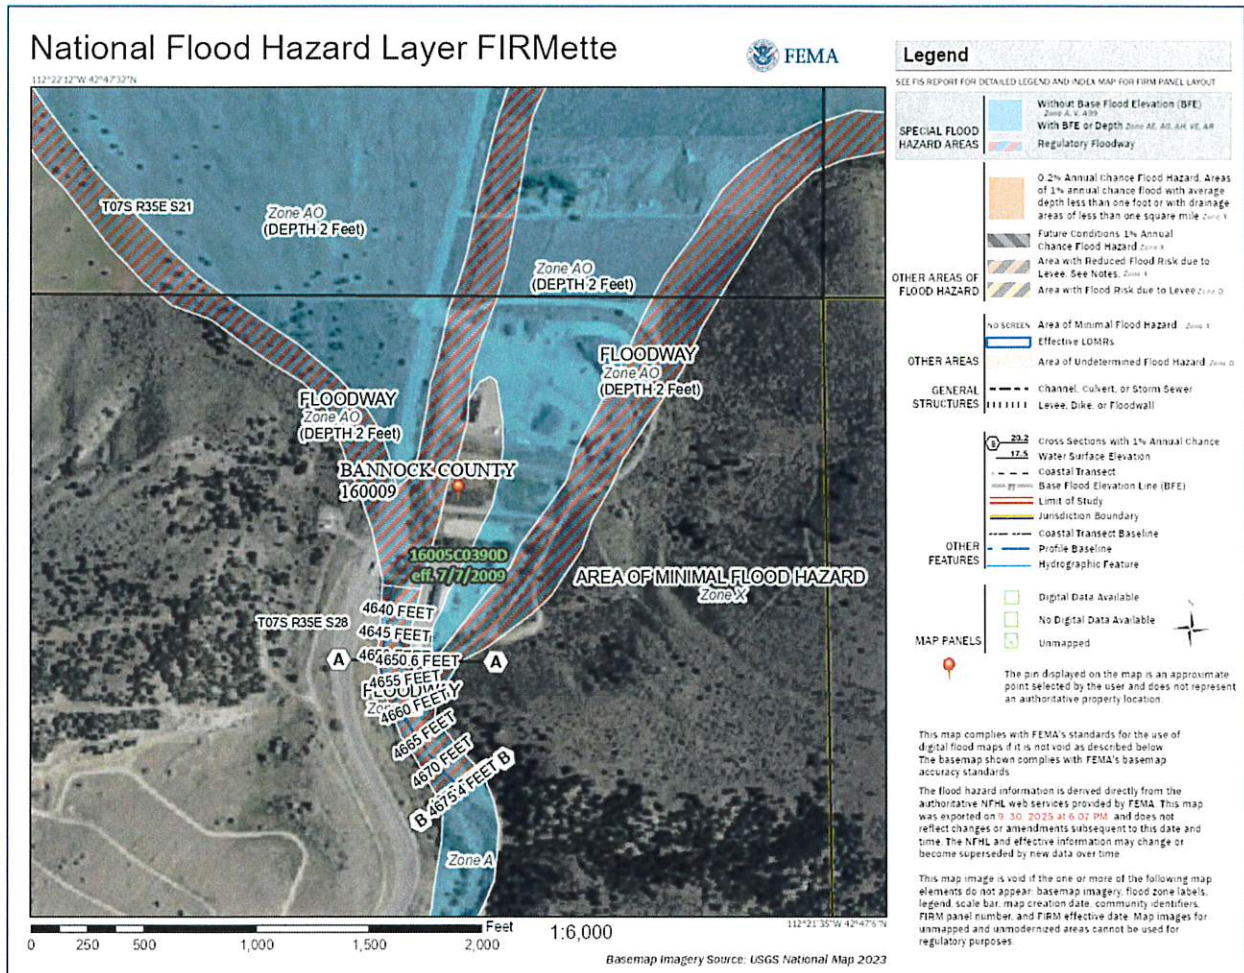 National Flood Hazard Layer FIRMette
FEMA
112°22'12"W 42°47'32"N
T07S R35E S21
Zone AO
(DEPTH 2 Feet)
Zone AO
(DEPTH 2 Feet)
FLOODWAY
Zone AO
(DEPTH 2 Feet)
FLOODWAY
Zone AO
(DEPTH 2 Feet)
BANNOCK COUNTY
160009
16005C0390D
eff. 7/7/2009
AREA OF MINIMAL FLOOD HAZARD
Zone X
T07S R35E S28
4640 FEET
4645 FEET
A
4650.6 FEET
A
4655 FEET
FLOODWAY
4660 FEET
4665 FEET
4670 FEET
4675.4 FEET
B
B
Zone A
112°21'35"W 42°47'6"N
Feet
1:6,000
0
250
500
1,000
1,500
2,000
Basemap Imagery Source: USGS National Map 2023
Legend
SEE FIS REPORT FOR DETAILED LEGEND AND INDEX MAP FOR FIRM PANEL LAYOUT
SPECIAL FLOOD
HAZARD AREAS
Without Base Flood Elevation (BFE)
Zone A, V, A99
With BFE or Depth Zone AE, AO, AH, VE, AR
Regulatory Floodway
OTHER AREAS OF
FLOOD HAZARD
0.2% Annual Chance Flood Hazard, Areas
of 1% annual chance flood with average
depth less than one foot or with drainage
areas of less than one square mile Zone X
Future Conditions 1% Annual
Chance Flood Hazard Zone X
Area with Reduced Flood Risk due to
Levee. See Notes. Zone X
Area with Flood Risk due to Levee Zone D
OTHER AREAS
NO SCREEN
Area of Minimal Flood Hazard Zone X
Effective LOMRs
Area of Undetermined Flood Hazard Zone D
GENERAL
STRUCTURES
Channel, Culvert, or Storm Sewer
Levee, Dike, or Floodwall
OTHER
FEATURES
20.2
Cross Sections with 1% Annual Chance
17.5
Water Surface Elevation
Coastal Transect
Base Flood Elevation Line (BFE)
Limit of Study
Jurisdiction Boundary
Coastal Transect Baseline
Profile Baseline
Hydrographic Feature
MAP PANELS
Digital Data Available
No Digital Data Available
Unmapped
The pin displayed on the map is an approximate
point selected by the user and does not represent
an authoritative property location.
This map complies with FEMA's standards for the use of
digital flood maps if it is not void as described below
The basemap shown complies with FEMA's basemap
accuracy standards
The flood hazard information is derived directly from the
authoritative NFHL web services provided by FEMA. This map
was exported on 9.30.2025 at 6:07 PM and does not
reflect changes or amendments subsequent to this date and
time. The NFHL and effective information may change or
become superseded by new data over time.
This map image is void if the one or more of the following map
elements do not appear: basemap imagery, flood zone labels,
legend, scale bar, map creation date, community identifiers,
FIRM panel number, and FIRM effective date. Map images for
unmapped and unmodernized areas cannot be used for
regulatory purposes.